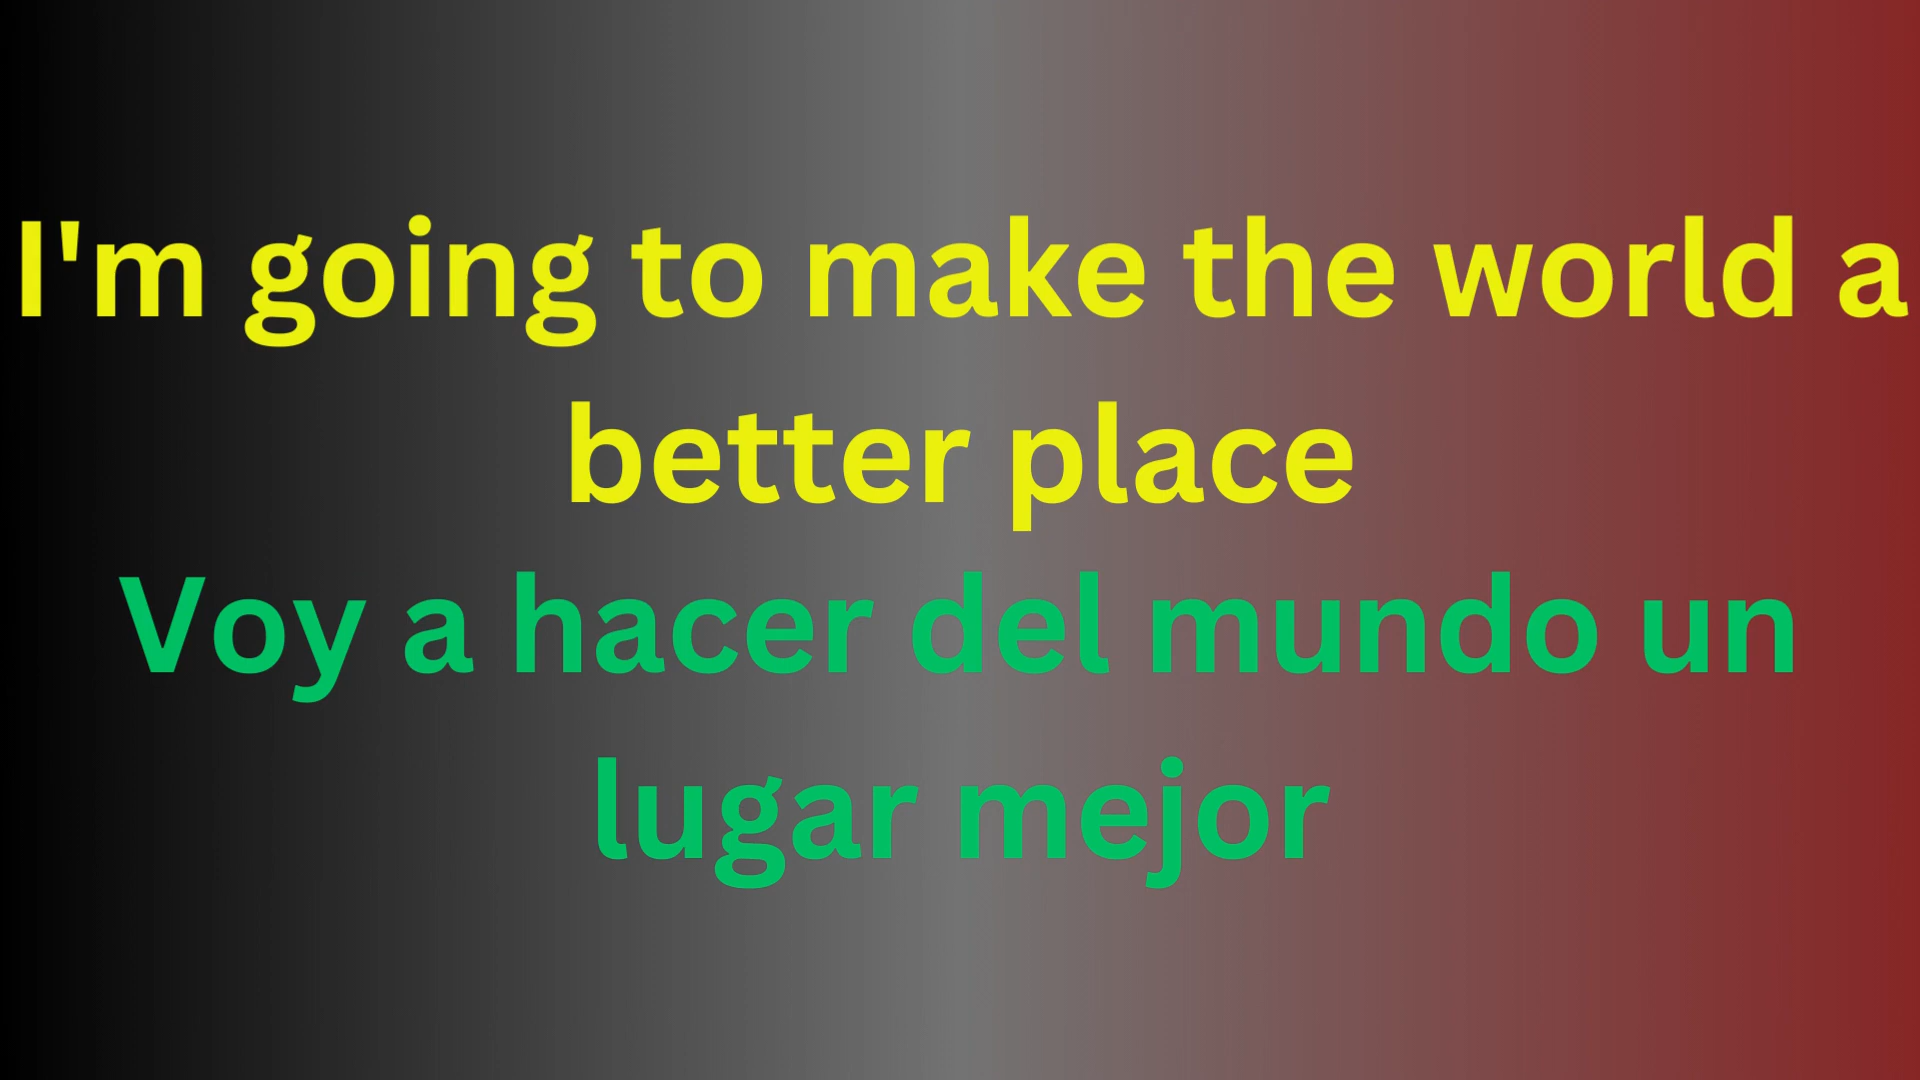 I'm going to make the world a
better place
Voy a hacer del mundo un
lugar mejor